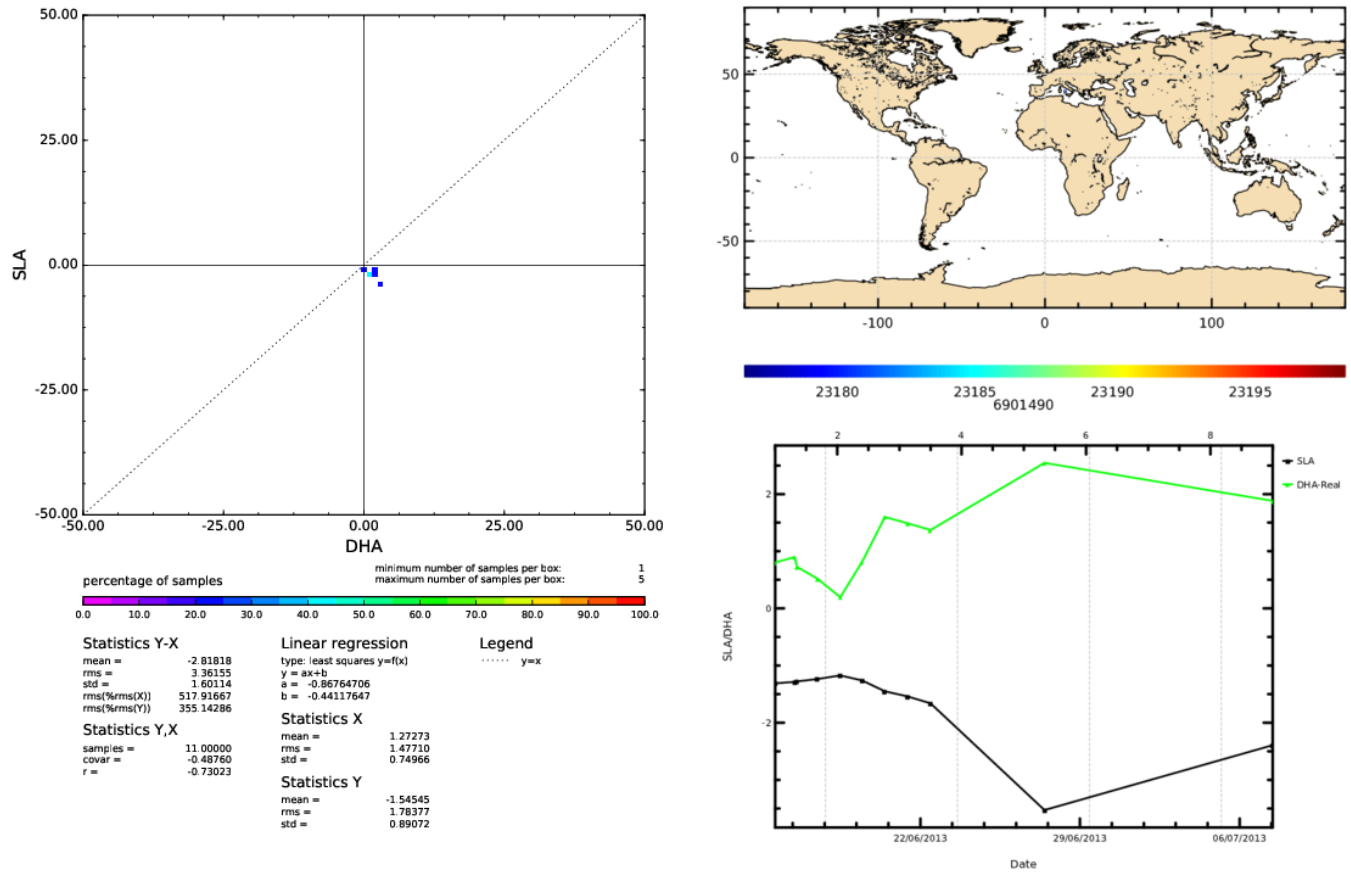 50.00
25.00
0.00
-25.00
-50.00
SLA
-50.00 -25.00 0.00 25.00 50.00
DHA
minimum number of samples per box: 1
maximum number of samples per box: 5
percentage of samples
0.0 10.0 20.0 30.0 40.0 50.0 60.0 70.0 80.0 90.0 100.0
Statistics Y-X
mean = -2.81818
rms = 3.36155
std = 1.60114
rms(%rms(X)) 517.91667
rms(%rms(Y)) 355.14286
Statistics Y,X
samples = 11.00000
covar = -0.48760
r = -0.73023
Linear regression
type: least squares y=f(x)
y = ax+b
a = -0.86764706
b = -0.44117647
Statistics X
mean = 1.27273
rms = 1.47710
std = 0.74966
Statistics Y
mean = -1.54545
rms = 1.78377
std = 0.89072
Legend
y=x
50
0
-50
-100 0 100
23180 23185 23190 23195
6901490
2 4 6 8
SLA
DHA-Real
2
0
-2
SLA/DHA
22/06/2013 29/06/2013 06/07/2013
Date